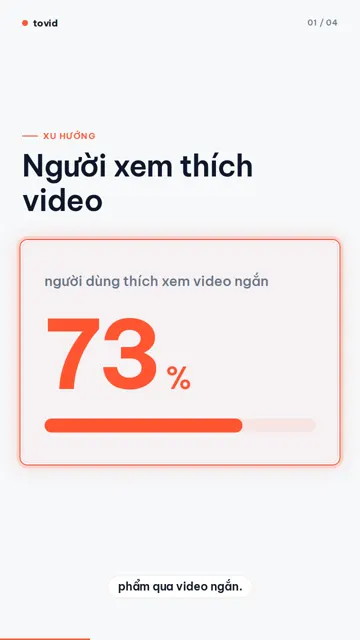 tovid
01 / 04
XU HƯỚNG
Người xem thích
video
người dùng thích xem video ngắn
73 %
phẩm qua video ngắn.